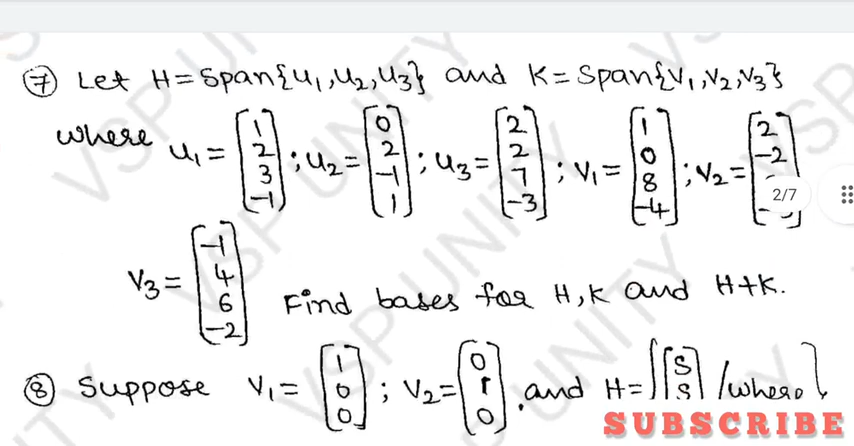 ⑦ Let H = Span{u₁, u₂, u₃} and K = Span{v₁, v₂, v₃}
where u₁ = [1 2 3 -1] ; u₂ = [0 2 -1 1] ; u₃ = [2 2 7 -3] ; v₁ = [1 0 8 -4] ; v₂ = [2 -2
2/7
v₃ = [-1 4 6 -2] Find bases for H, K and H+K.
⑧ Suppose v₁ = [1 0 0] ; v₂ = [0 1 0] , and H = {[s s] /where
SUBSCRIBE
VSP UNITY